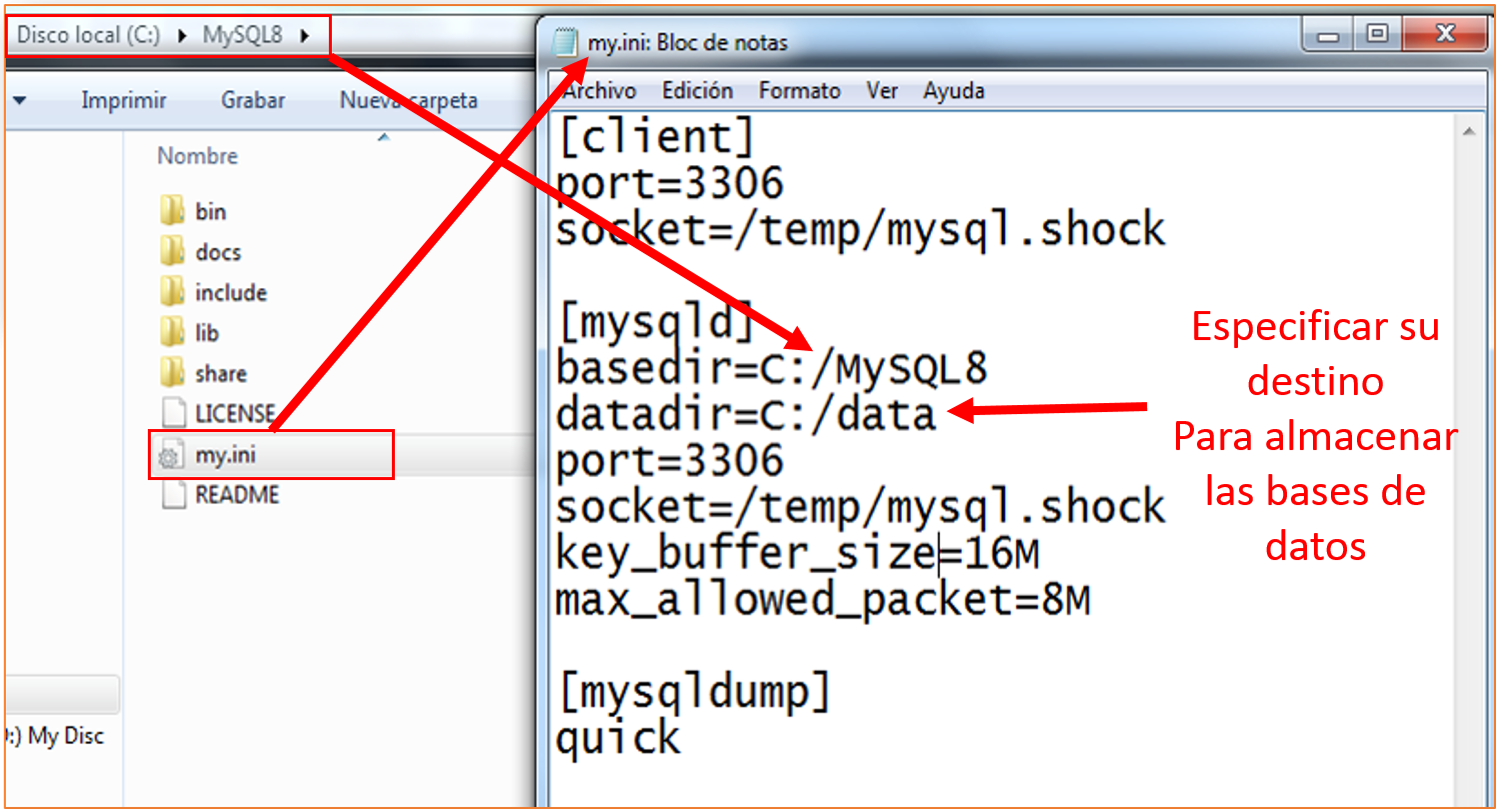 Disco local (C:) MySQL8
Imprimir Grabar Nueva carpeta
Nombre
bin
docs
include
lib
share
LICENSE
my.ini
README
:) My Disc
my.ini: Bloc de notas
Archivo Edición Formato Ver Ayuda
[client]
port=3306
socket=/temp/mysql.shock
[mysqld]
basedir=C:/MySQL8
datadir=C:/data
port=3306
socket=/temp/mysql.shock
key_buffer_size=16M
max_allowed_packet=8M
[mysqldump]
quick
Especificar su
destino
Para almacenar
las bases de
datos